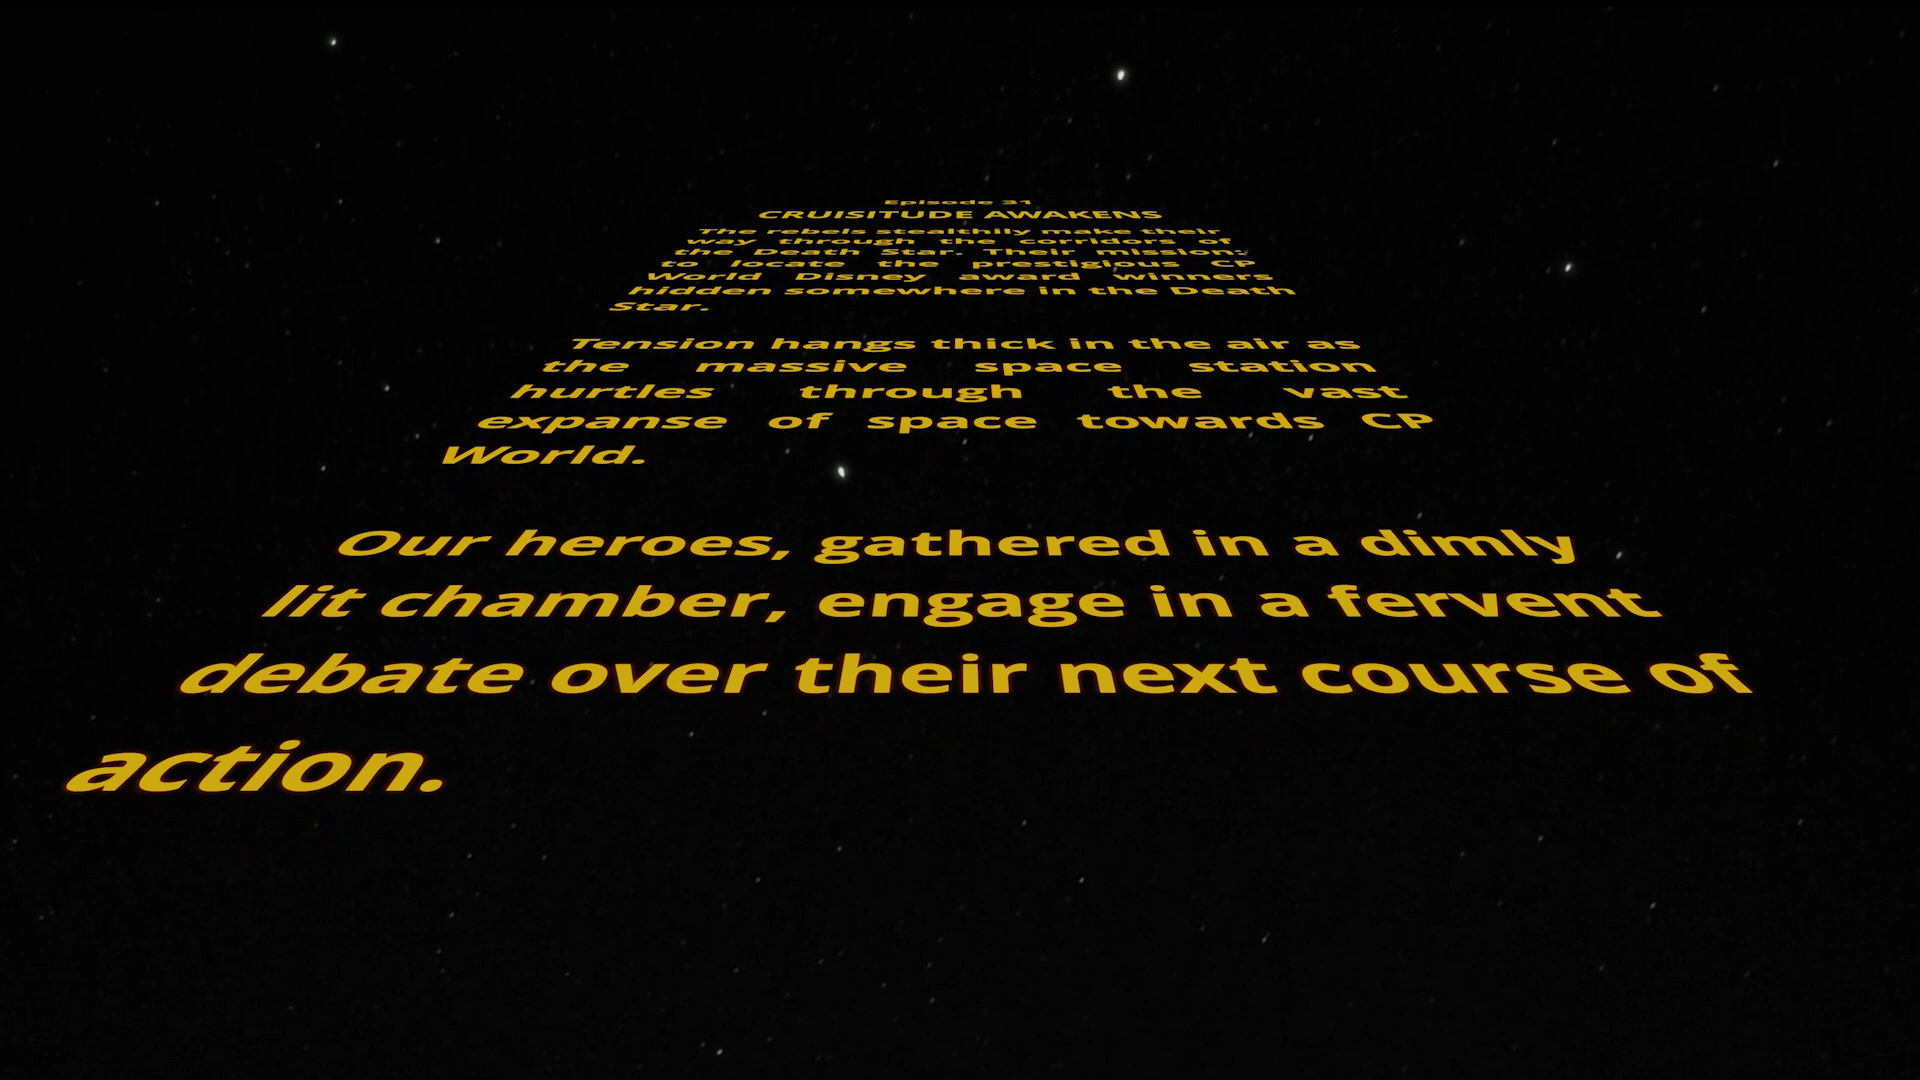 Episode 31
CRUISITUDE AWAKENS
The rebels stealthily make their
way through the corridors of
the Death Star. Their mission:
to locate the prestigious CP
World Disney award winners
hidden somewhere in the Death
Star.
Tension hangs thick in the air as
the massive space station
hurtles through the vast
expanse of space towards CP
World.
Our heroes, gathered in a dimly
lit chamber, engage in a fervent
debate over their next course of
action.